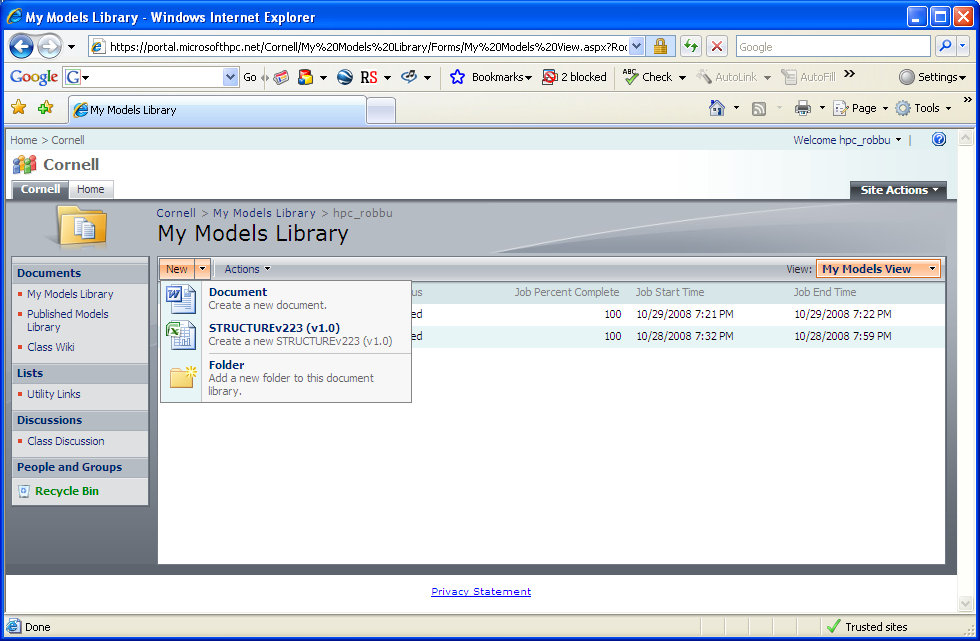 My Models Library - Windows Internet Explorer
https://portal.microsofthpc.net/Cornell/My%20Models%20Library/Forms/My%20Models%20View.aspx?Roo
Google
Google G Go RS Bookmarks 2 blocked ABC Check AutoLink AutoFill » Settings
My Models Library Page Tools »
Home > Cornell Welcome hpc_robbu |
Cornell
Cornell Home Site Actions
Cornell > My Models Library > hpc_robbu
My Models Library
Documents
My Models Library
Published Models
Library
Class Wiki
Lists
Utility Links
Discussions
Class Discussion
People and Groups
Recycle Bin
New Actions View: My Models View
us Job Percent Complete Job Start Time Job End Time
ed 100 10/29/2008 7:21 PM 10/29/2008 7:22 PM
ed 100 10/28/2008 7:32 PM 10/28/2008 7:59 PM
Document
Create a new document.
STRUCTUREv223 (v1.0)
Create a new STRUCTUREv223 (v1.0)
Folder
Add a new folder to this document
library.
Privacy Statement
Done Trusted sites